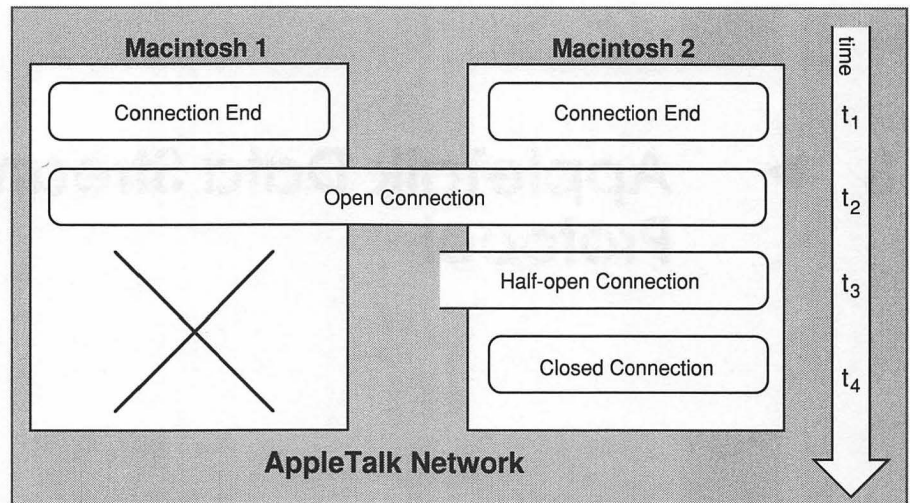 Macintosh 1
Macintosh 2
time
Connection End
Connection End
t1
Open Connection
t2
Half-open Connection
t3
Closed Connection
t4
AppleTalk Network